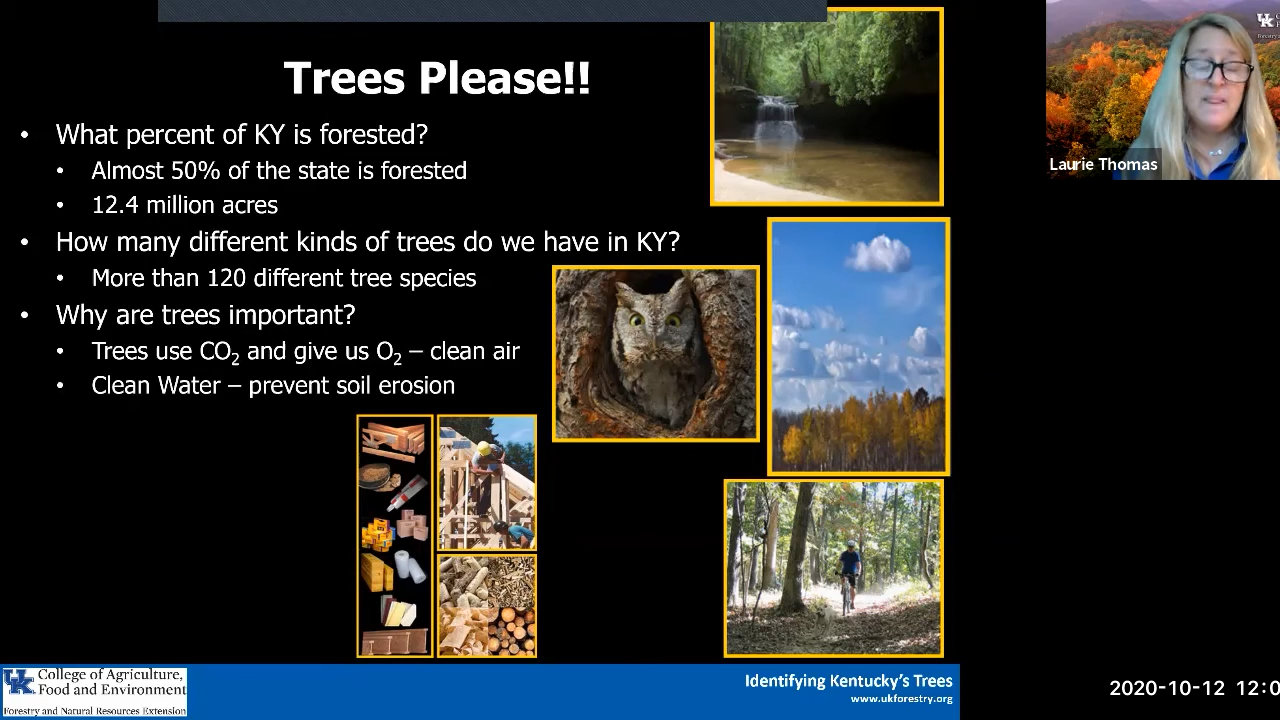 Trees Please!!
• What percent of KY is forested?
• Almost 50% of the state is forested
• 12.4 million acres
• How many different kinds of trees do we have in KY?
• More than 120 different tree species
• Why are trees important?
• Trees use CO₂ and give us O₂ – clean air
• Clean Water – prevent soil erosion
UK College of Agriculture,
Food and Environment
Forestry and Natural Resources Extension
Identifying Kentucky's Trees
www.ukforestry.org
UK
Laurie Thomas
2020-10-12 12:0